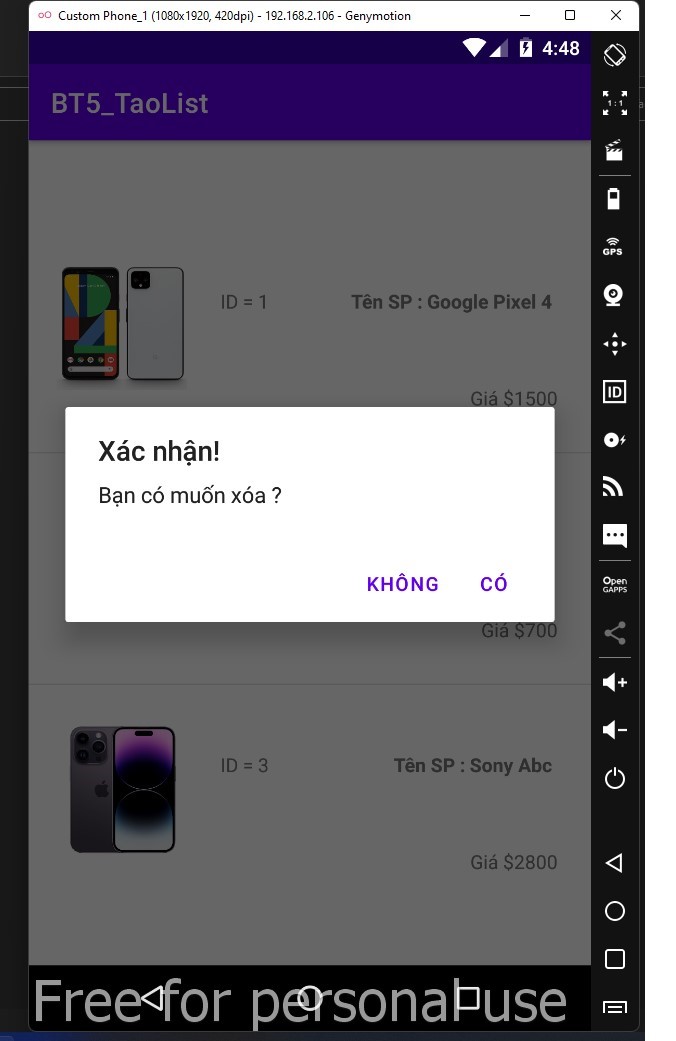 Custom Phone_1 (1080x1920, 420dpi) - 192.168.2.106 - Genymotion
4:48
BT5_TaoList
1 : 1
GPS
ID = 1
Tên SP : Google Pixel 4
Giá $1500
ID
Xác nhận!
Bạn có muốn xóa ?
KHÔNG CÓ
Open
GAPPS
Giá $700
ID = 3
Tên SP : Sony Abc
Giá $2800
Free for personal use